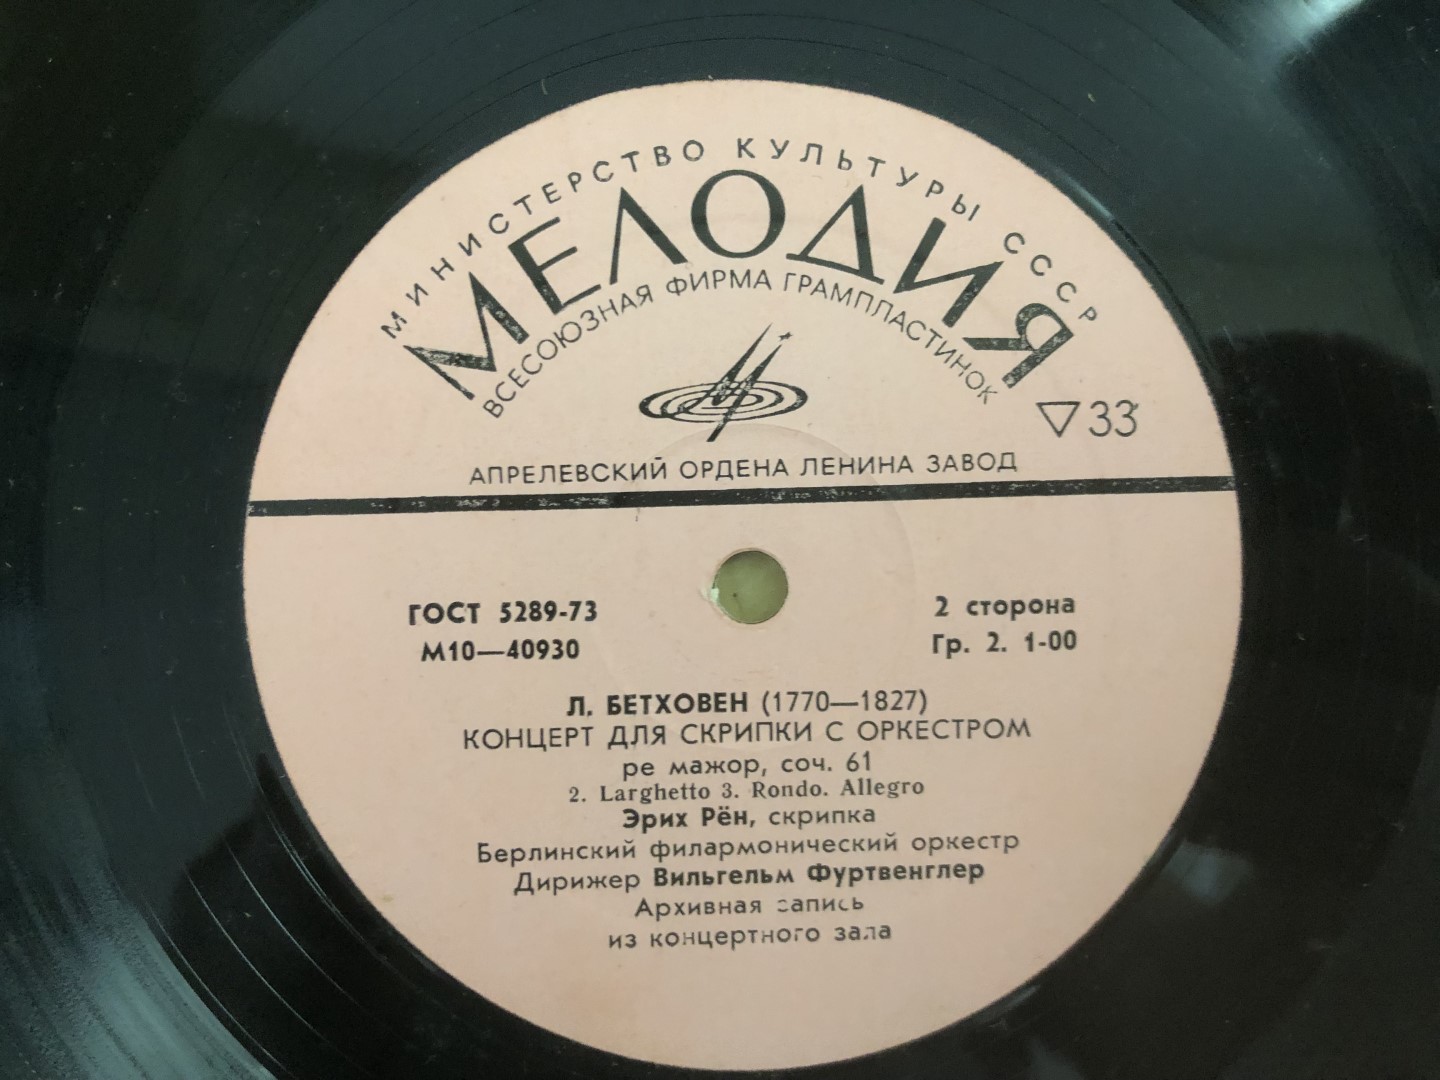 МИНИСТЕРСТВО КУЛЬТУРЫ СССР
МЕЛОДИЯ
ВСЕСОЮЗНАЯ ФИРМА ГРАМПЛАСТИНОК
▽33
АПРЕЛЕВСКИЙ ОРДЕНА ЛЕНИНА ЗАВОД
ГОСТ 5289-73
2 сторона
М10—40930
Гр. 2. 1-00
Л. БЕТХОВЕН (1770—1827)
КОНЦЕРТ ДЛЯ СКРИПКИ С ОРКЕСТРОМ
ре мажор, соч. 61
2. Larghetto 3. Rondo. Allegro
Эрих Рён, скрипка
Берлинский филармонический оркестр
Дирижер Вильгельм Фуртвенглер
Архивная запись
из концертного зала